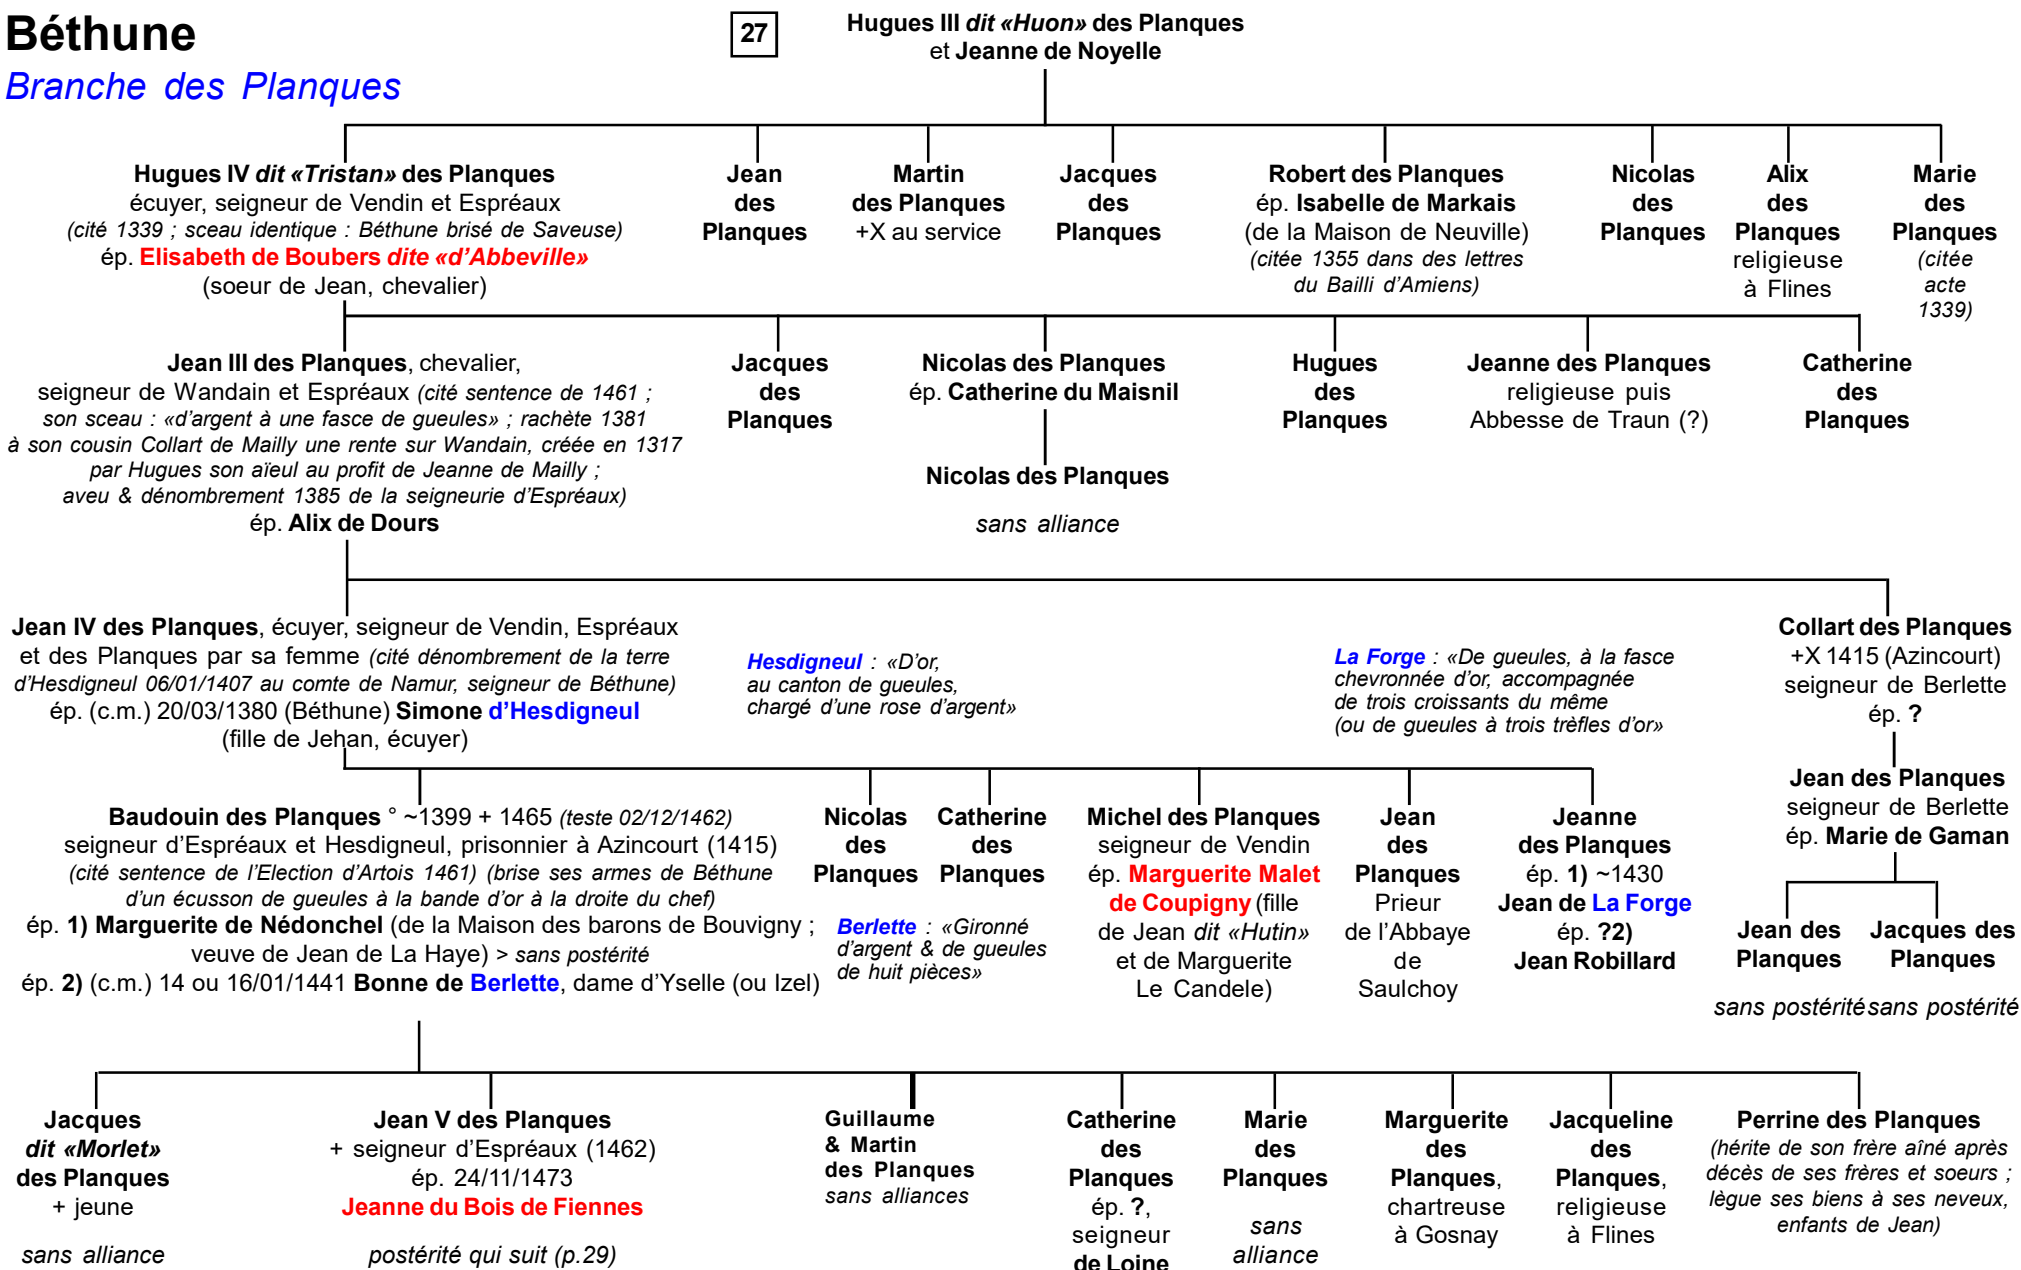 Béthune
Branche des Planques
27
Hugues III dit «Huon» des Planques
et Jeanne de Noyelle
Hugues IV dit «Tristan» des Planques
écuyer, seigneur de Vendin et Espréaux
(cité 1339 ; sceau identique : Béthune brisé de Saveuse)
ép. Elisabeth de Boubers dite «d'Abbeville»
(soeur de Jean, chevalier)
Jean
des
Planques
Martin
des Planques
+X au service
Jacques
des
Planques
Robert des Planques
ép. Isabelle de Markais
(de la Maison de Neuville)
(citée 1355 dans des lettres
du Bailli d'Amiens)
Nicolas
des
Planques
Alix
des
Planques
religieuse
à Flines
Marie
des
Planques
(citée
acte
1339)
Jean III des Planques, chevalier,
seigneur de Wandain et Espréaux (cité sentence de 1461 ;
son sceau : «d'argent à une fasce de gueules» ; rachète 1381
à son cousin Collart de Mailly une rente sur Wandain, créée en 1317
par Hugues son aïeul au profit de Jeanne de Mailly ;
aveu & dénombrement 1385 de la seigneurie d'Espréaux)
ép. Alix de Dours
Jacques
des
Planques
Nicolas des Planques
ép. Catherine du Maisnil
Nicolas des Planques
sans alliance
Hugues
des
Planques
Jeanne des Planques
religieuse puis
Abbesse de Traun (?)
Catherine
des
Planques
Jean IV des Planques, écuyer, seigneur de Vendin, Espréaux
et des Planques par sa femme (cité dénombrement de la terre
d'Hesdigneul 06/01/1407 au comte de Namur, seigneur de Béthune)
ép. (c.m.) 20/03/1380 (Béthune) Simone d'Hesdigneul
(fille de Jehan, écuyer)
Hesdigneul : «D'or,
au canton de gueules,
chargé d'une rose d'argent»
La Forge : «De gueules, à la fasce
chevronnée d'or, accompagnée
de trois croissants du même
(ou de gueules à trois trèfles d'or»
Collart des Planques
+X 1415 (Azincourt)
seigneur de Berlette
ép. ?
Jean des Planques
seigneur de Berlette
ép. Marie de Gaman
Jean des
Planques
sans postérité
Jacques des
Planques
sans postérité
Baudouin des Planques ° ~1399 + 1465 (teste 02/12/1462)
seigneur d'Espréaux et Hesdigneul, prisonnier à Azincourt (1415)
(cité sentence de l'Election d'Artois 1461) (brise ses armes de Béthune
d'un écusson de gueules à la bande d'or à la droite du chef)
ép. 1) Marguerite de Nédonchel (de la Maison des barons de Bouvigny ;
veuve de Jean de La Haye) > sans postérité
ép. 2) (c.m.) 14 ou 16/01/1441 Bonne de Berlette, dame d'Yselle (ou Izel)
Nicolas
des
Planques
Catherine
des
Planques
Berlette : «Gironné
d'argent & de gueules
de huit pièces»
Michel des Planques
seigneur de Vendin
ép. Marguerite Malet
de Coupigny (fille
de Jean dit «Hutin»
et de Marguerite
Le Candele)
Jean
des
Planques
Prieur
de l'Abbaye
de
Saulchoy
Jeanne
des Planques
ép. 1) ~1430
Jean de La Forge
ép. ?2)
Jean Robillard
Jacques
dit «Morlet»
des Planques
+ jeune
sans alliance
Jean V des Planques
+ seigneur d'Espréaux (1462)
ép. 24/11/1473
Jeanne du Bois de Fiennes
postérité qui suit (p.29)
Guillaume
& Martin
des Planques
sans alliances
Catherine
des
Planques
ép. ?,
seigneur
de Loine
Marie
des
Planques
sans
alliance
Marguerite
des
Planques,
chartreuse
à Gosnay
Jacqueline
des
Planques,
religieuse
à Flines
Perrine des Planques
(hérite de son frère aîné après
décès de ses frères et soeurs ;
lègue ses biens à ses neveux,
enfants de Jean)